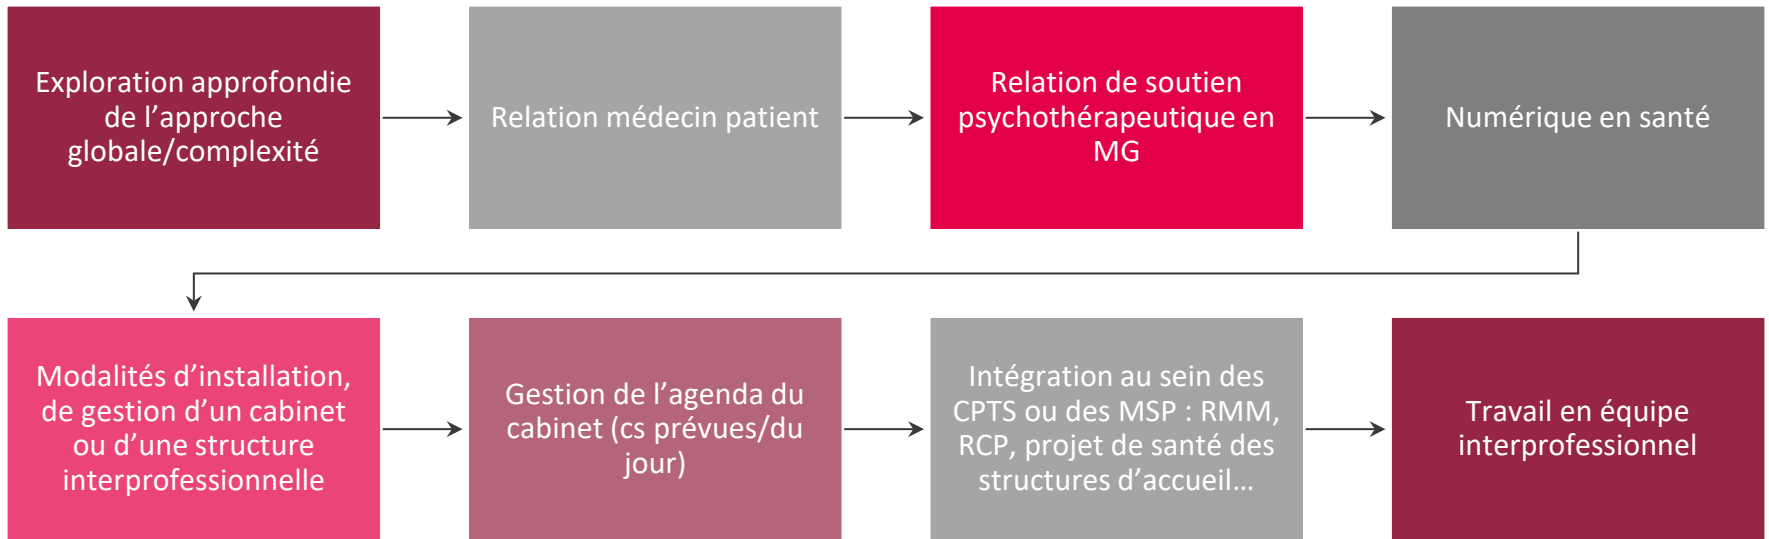 Exploration approfondie
de l’approche
globale/complexité
Relation médecin patient
Relation de soutien
psychothérapeutique en
MG
Numérique en santé
Modalités d’installation,
de gestion d’un cabinet
ou d’une structure
interprofessionnelle
Gestion de l’agenda du
cabinet (cs prévues/du
jour)
Intégration au sein des
CPTS ou des MSP : RMM,
RCP, projet de santé des
structures d’accueil…
Travail en équipe
interprofessionnel